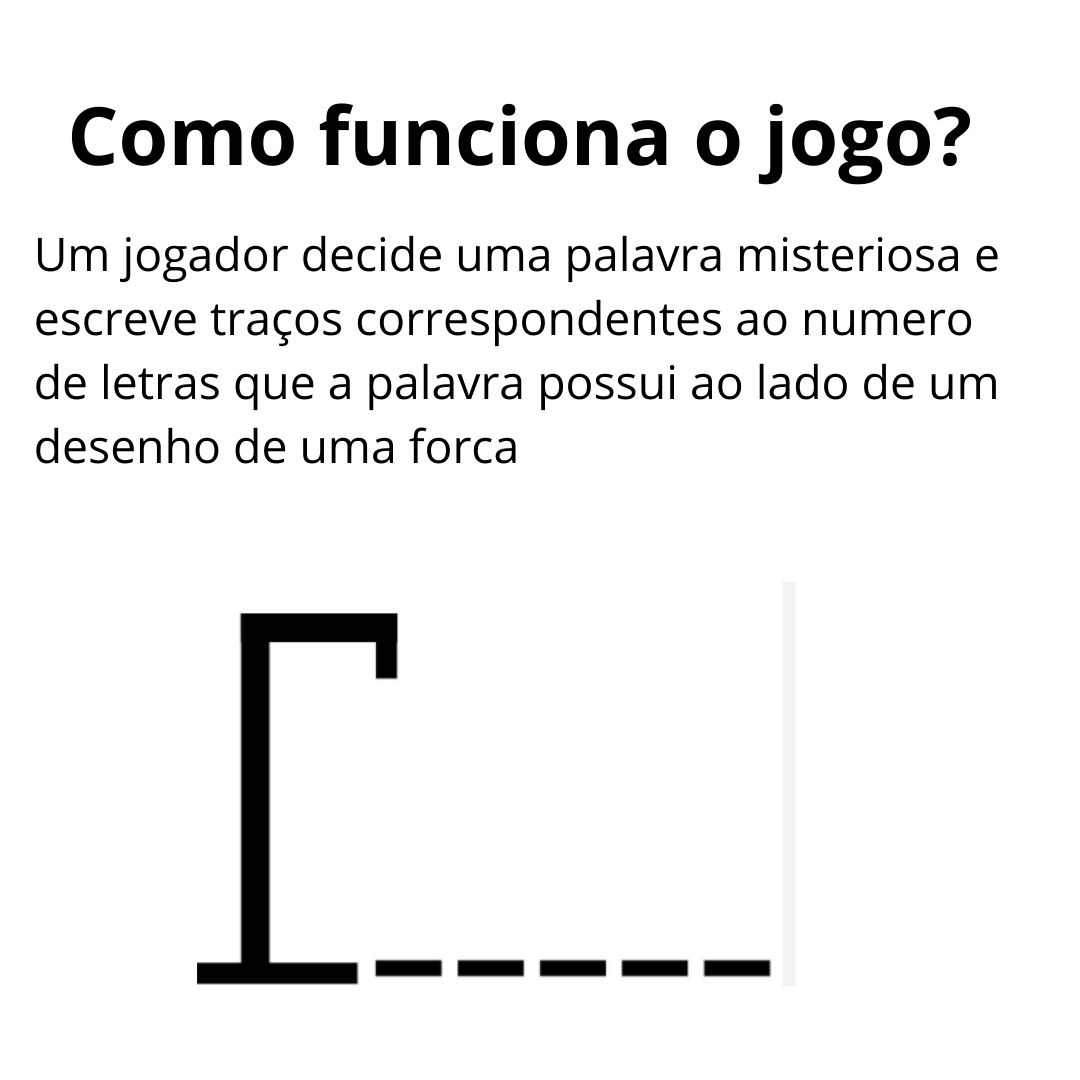 Como funciona o jogo?
Um jogador decide uma palavra misteriosa e
escreve traços correspondentes ao numero
de letras que a palavra possui ao lado de um
desenho de uma forca